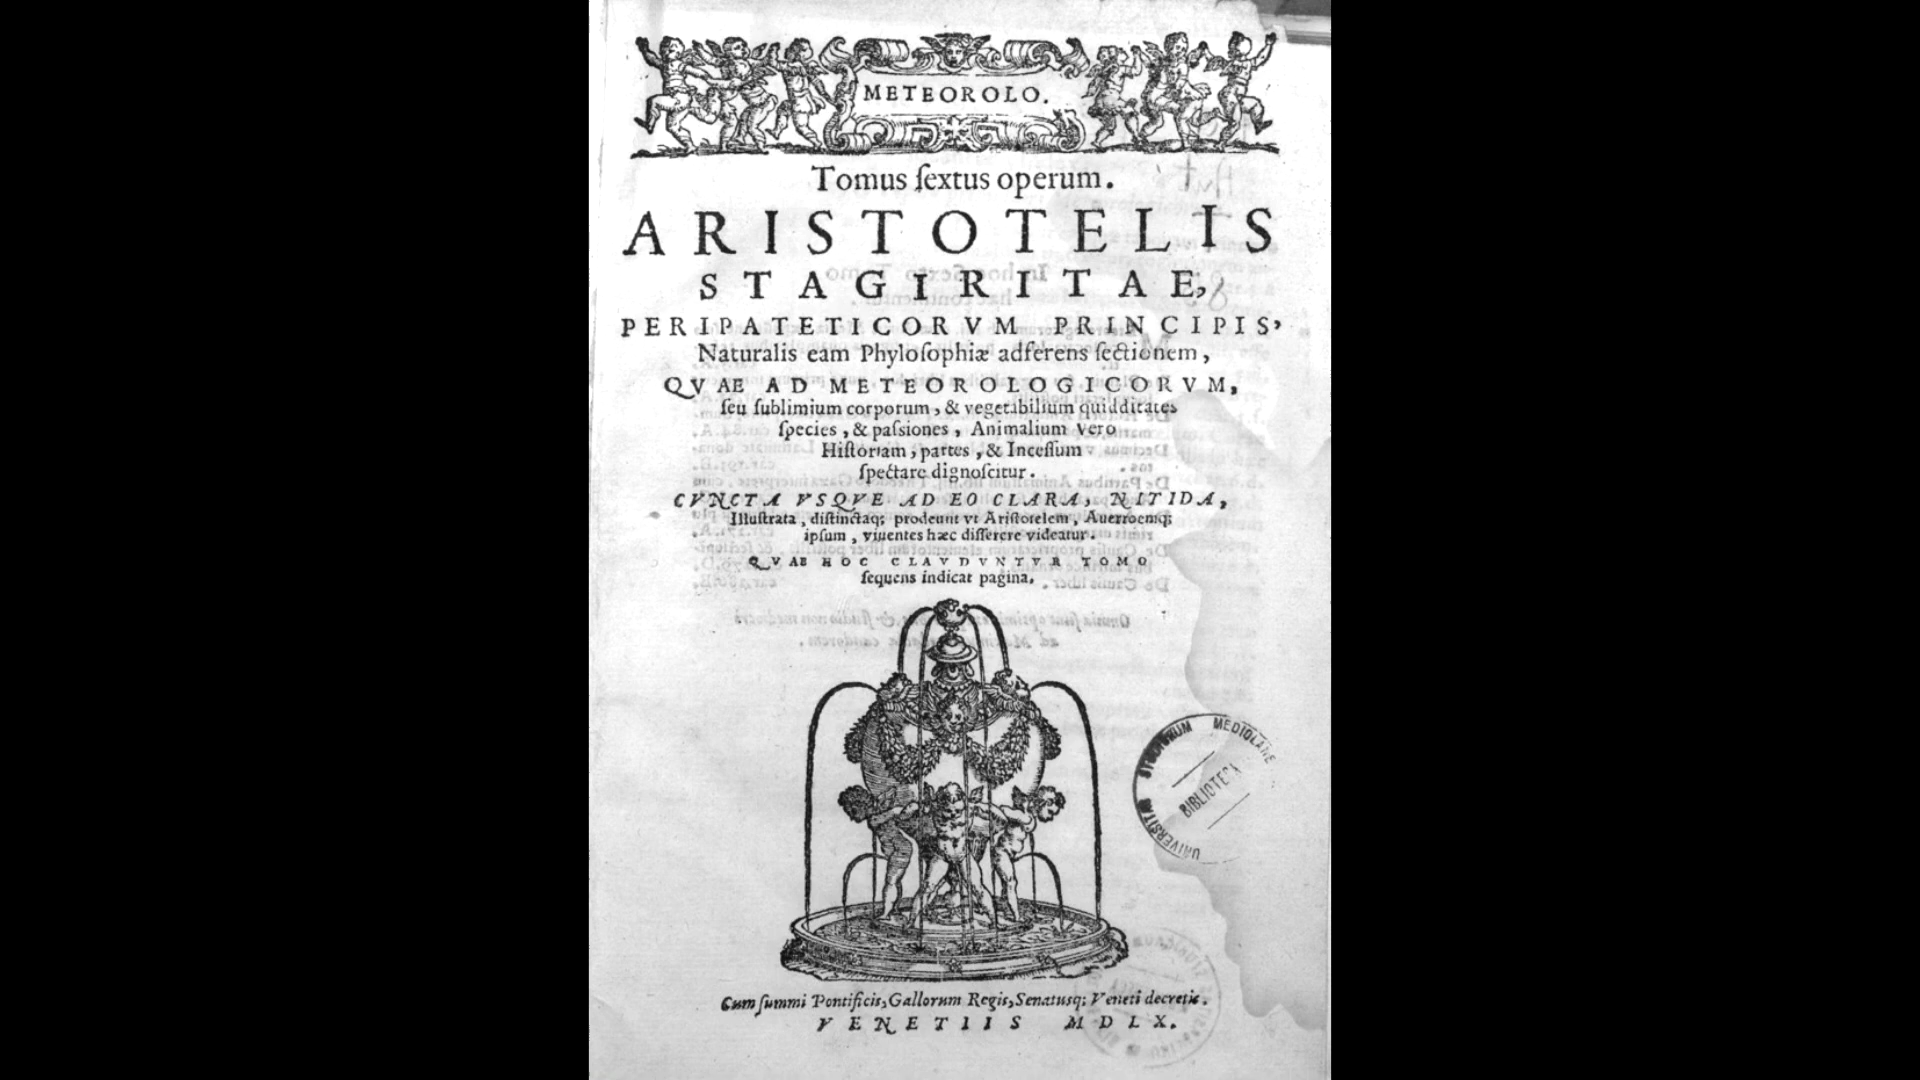 METEOROLO.
Tomus ſextus operum.
ARISTOTELIS
STAGIRITAE,
PERIPATETICORVM PRINCIPIS,
Naturalis eam Phyloſophiæ adferens ſectionem,
QVAE AD METEOROLOGICORVM,
ſeu ſublimium corporum, & vegetabilium quidditates
ſpecies, & paſsiones, Animalium Vero
Hiſtoriam, partes, & Inceſſum
ſpectare dignoſcitur.
CVNCTA VSQVE AD EO CLARA, NITIDA,
Illuſtrata, diſtinctaq; prodeunt vt Ariſtotelem, Auerroemq;
ipſum, viuentes hæc diſſerere videatur.
QVAE HOC CLAVDVNTVR TOMO
ſequens indicat pagina.
UNIVERSITAS STUDIORUM MEDIOLANE
BIBLIOTECA
Cum ſummi Pontificis, Gallorum Regis, Senatusq; Veneti decretis.
VENETIIS MDLX.